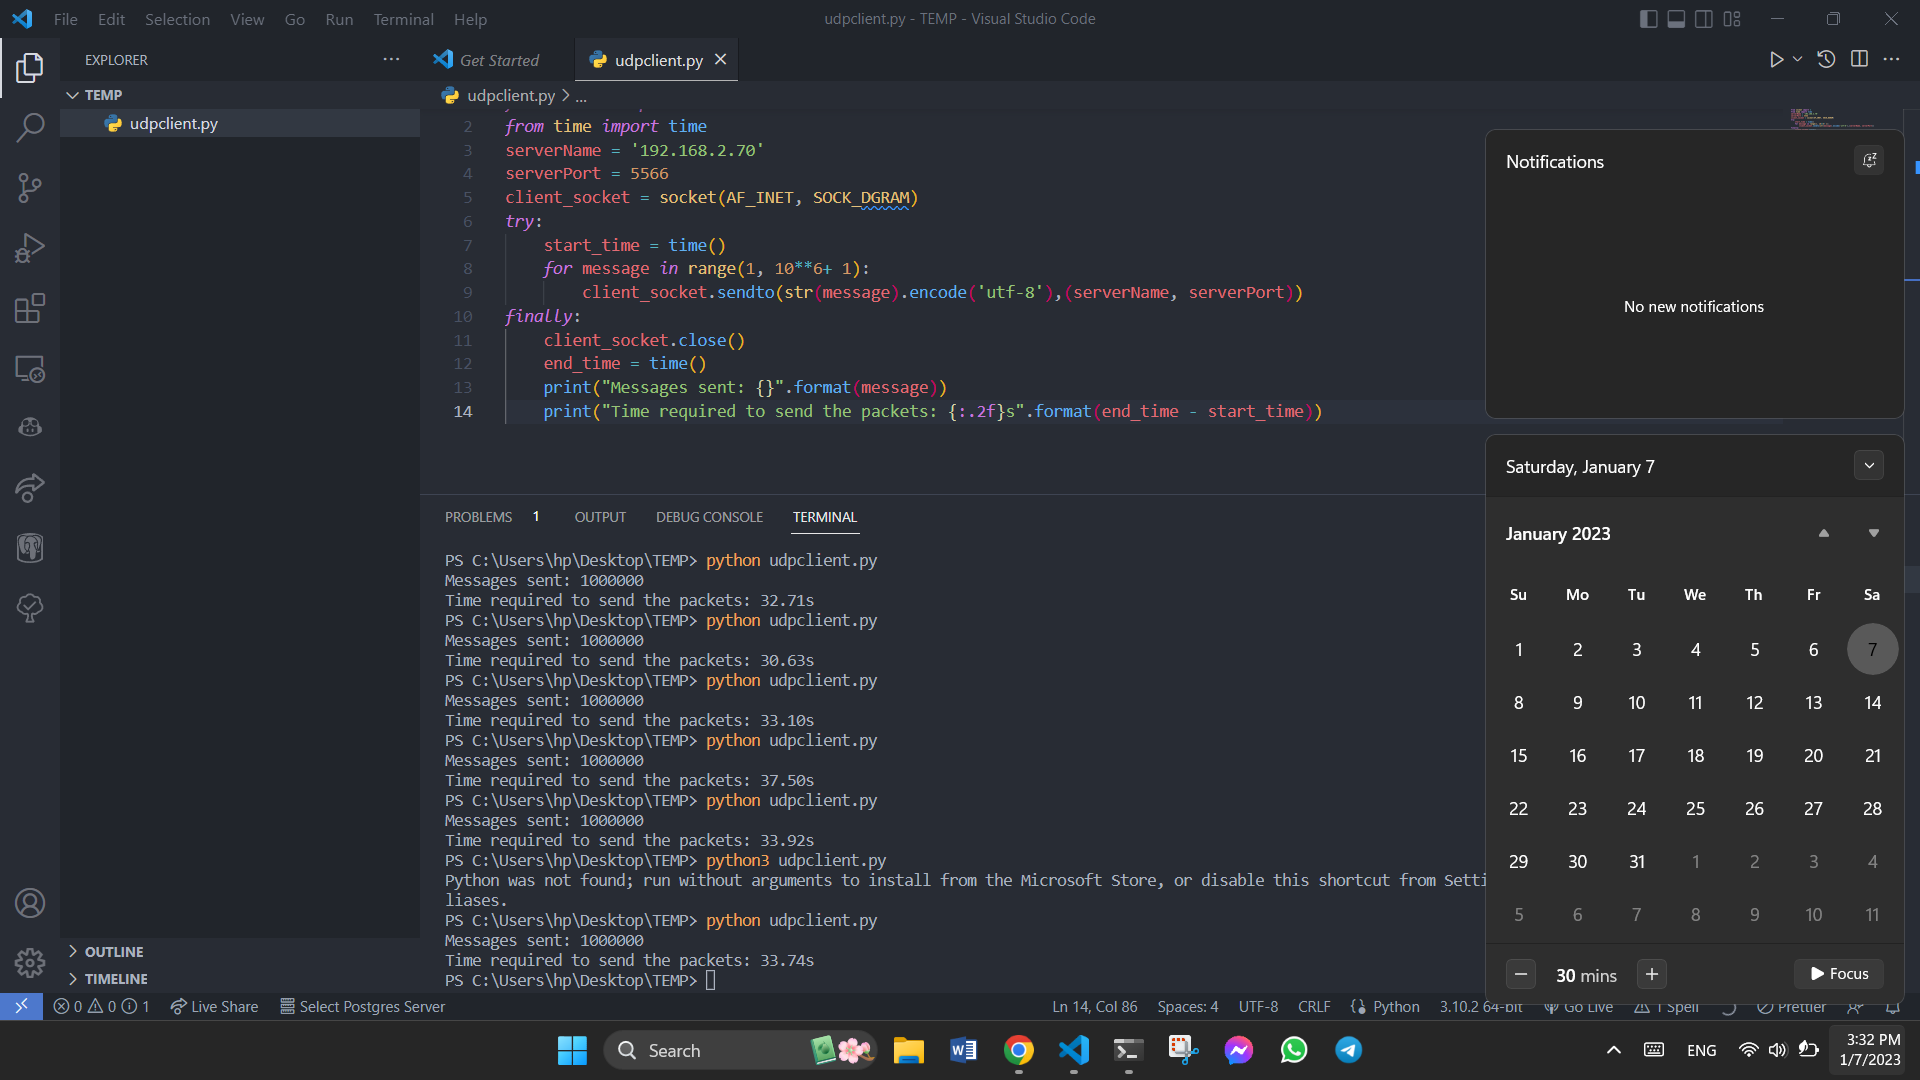 File Edit Selection View Go Run Terminal Help
udpclient.py - TEMP - Visual Studio Code
EXPLORER
TEMP
udpclient.py
OUTLINE
TIMELINE
Get Started
udpclient.py
udpclient.py > ...
2 from time import time
3 serverName = '192.168.2.70'
4 serverPort = 5566
5 client_socket = socket(AF_INET, SOCK_DGRAM)
6 try:
7 start_time = time()
8 for message in range(1, 10**6+ 1):
9 client_socket.sendto(str(message).encode('utf-8'),(serverName, serverPort))
10 finally:
11 client_socket.close()
12 end_time = time()
13 print("Messages sent: {}".format(message))
14 print("Time required to send the packets: {:.2f}s".format(end_time - start_time))
PROBLEMS 1 OUTPUT DEBUG CONSOLE TERMINAL
PS C:\Users\hp\Desktop\TEMP> python udpclient.py
Messages sent: 1000000
Time required to send the packets: 32.71s
PS C:\Users\hp\Desktop\TEMP> python udpclient.py
Messages sent: 1000000
Time required to send the packets: 30.63s
PS C:\Users\hp\Desktop\TEMP> python udpclient.py
Messages sent: 1000000
Time required to send the packets: 33.10s
PS C:\Users\hp\Desktop\TEMP> python udpclient.py
Messages sent: 1000000
Time required to send the packets: 37.50s
PS C:\Users\hp\Desktop\TEMP> python udpclient.py
Messages sent: 1000000
Time required to send the packets: 33.92s
PS C:\Users\hp\Desktop\TEMP> python3 udpclient.py
Python was not found; run without arguments to install from the Microsoft Store, or disable this shortcut from Setti
liases.
PS C:\Users\hp\Desktop\TEMP> python udpclient.py
Messages sent: 1000000
Time required to send the packets: 33.74s
PS C:\Users\hp\Desktop\TEMP>
Notifications
No new notifications
Saturday, January 7
January 2023
Su Mo Tu We Th Fr Sa
1 2 3 4 5 6 7
8 9 10 11 12 13 14
15 16 17 18 19 20 21
22 23 24 25 26 27 28
29 30 31 1 2 3 4
5 6 7 8 9 10 11
30 mins
Focus
0 0 1 Live Share Select Postgres Server
Ln 14, Col 86 Spaces: 4 UTF-8 CRLF Python 3.10.2 64-bit Go Live 1 Spell Prettier
Search
ENG
3:32 PM
1/7/2023